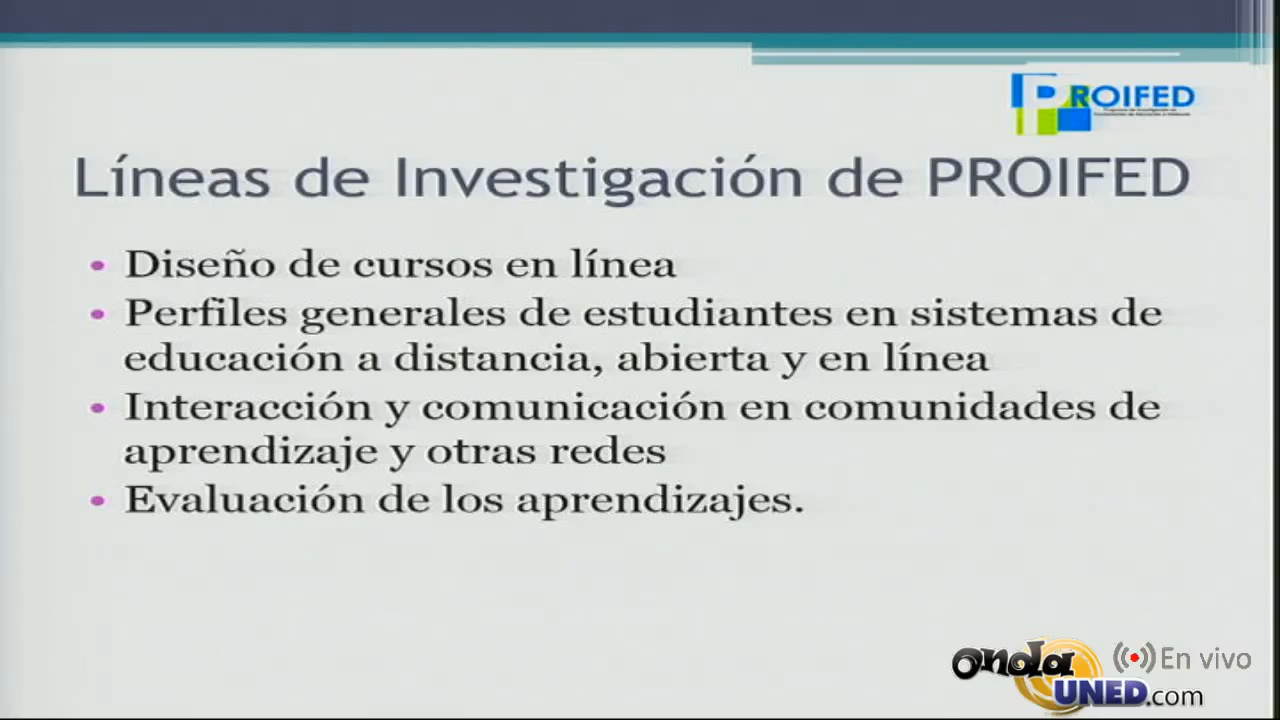 PROIFED
Líneas de Investigación de PROIFED
• Diseño de cursos en línea
• Perfiles generales de estudiantes en sistemas de
educación a distancia, abierta y en línea
• Interacción y comunicación en comunidades de
aprendizaje y otras redes
• Evaluación de los aprendizajes.
onda En vivo
UNED.com